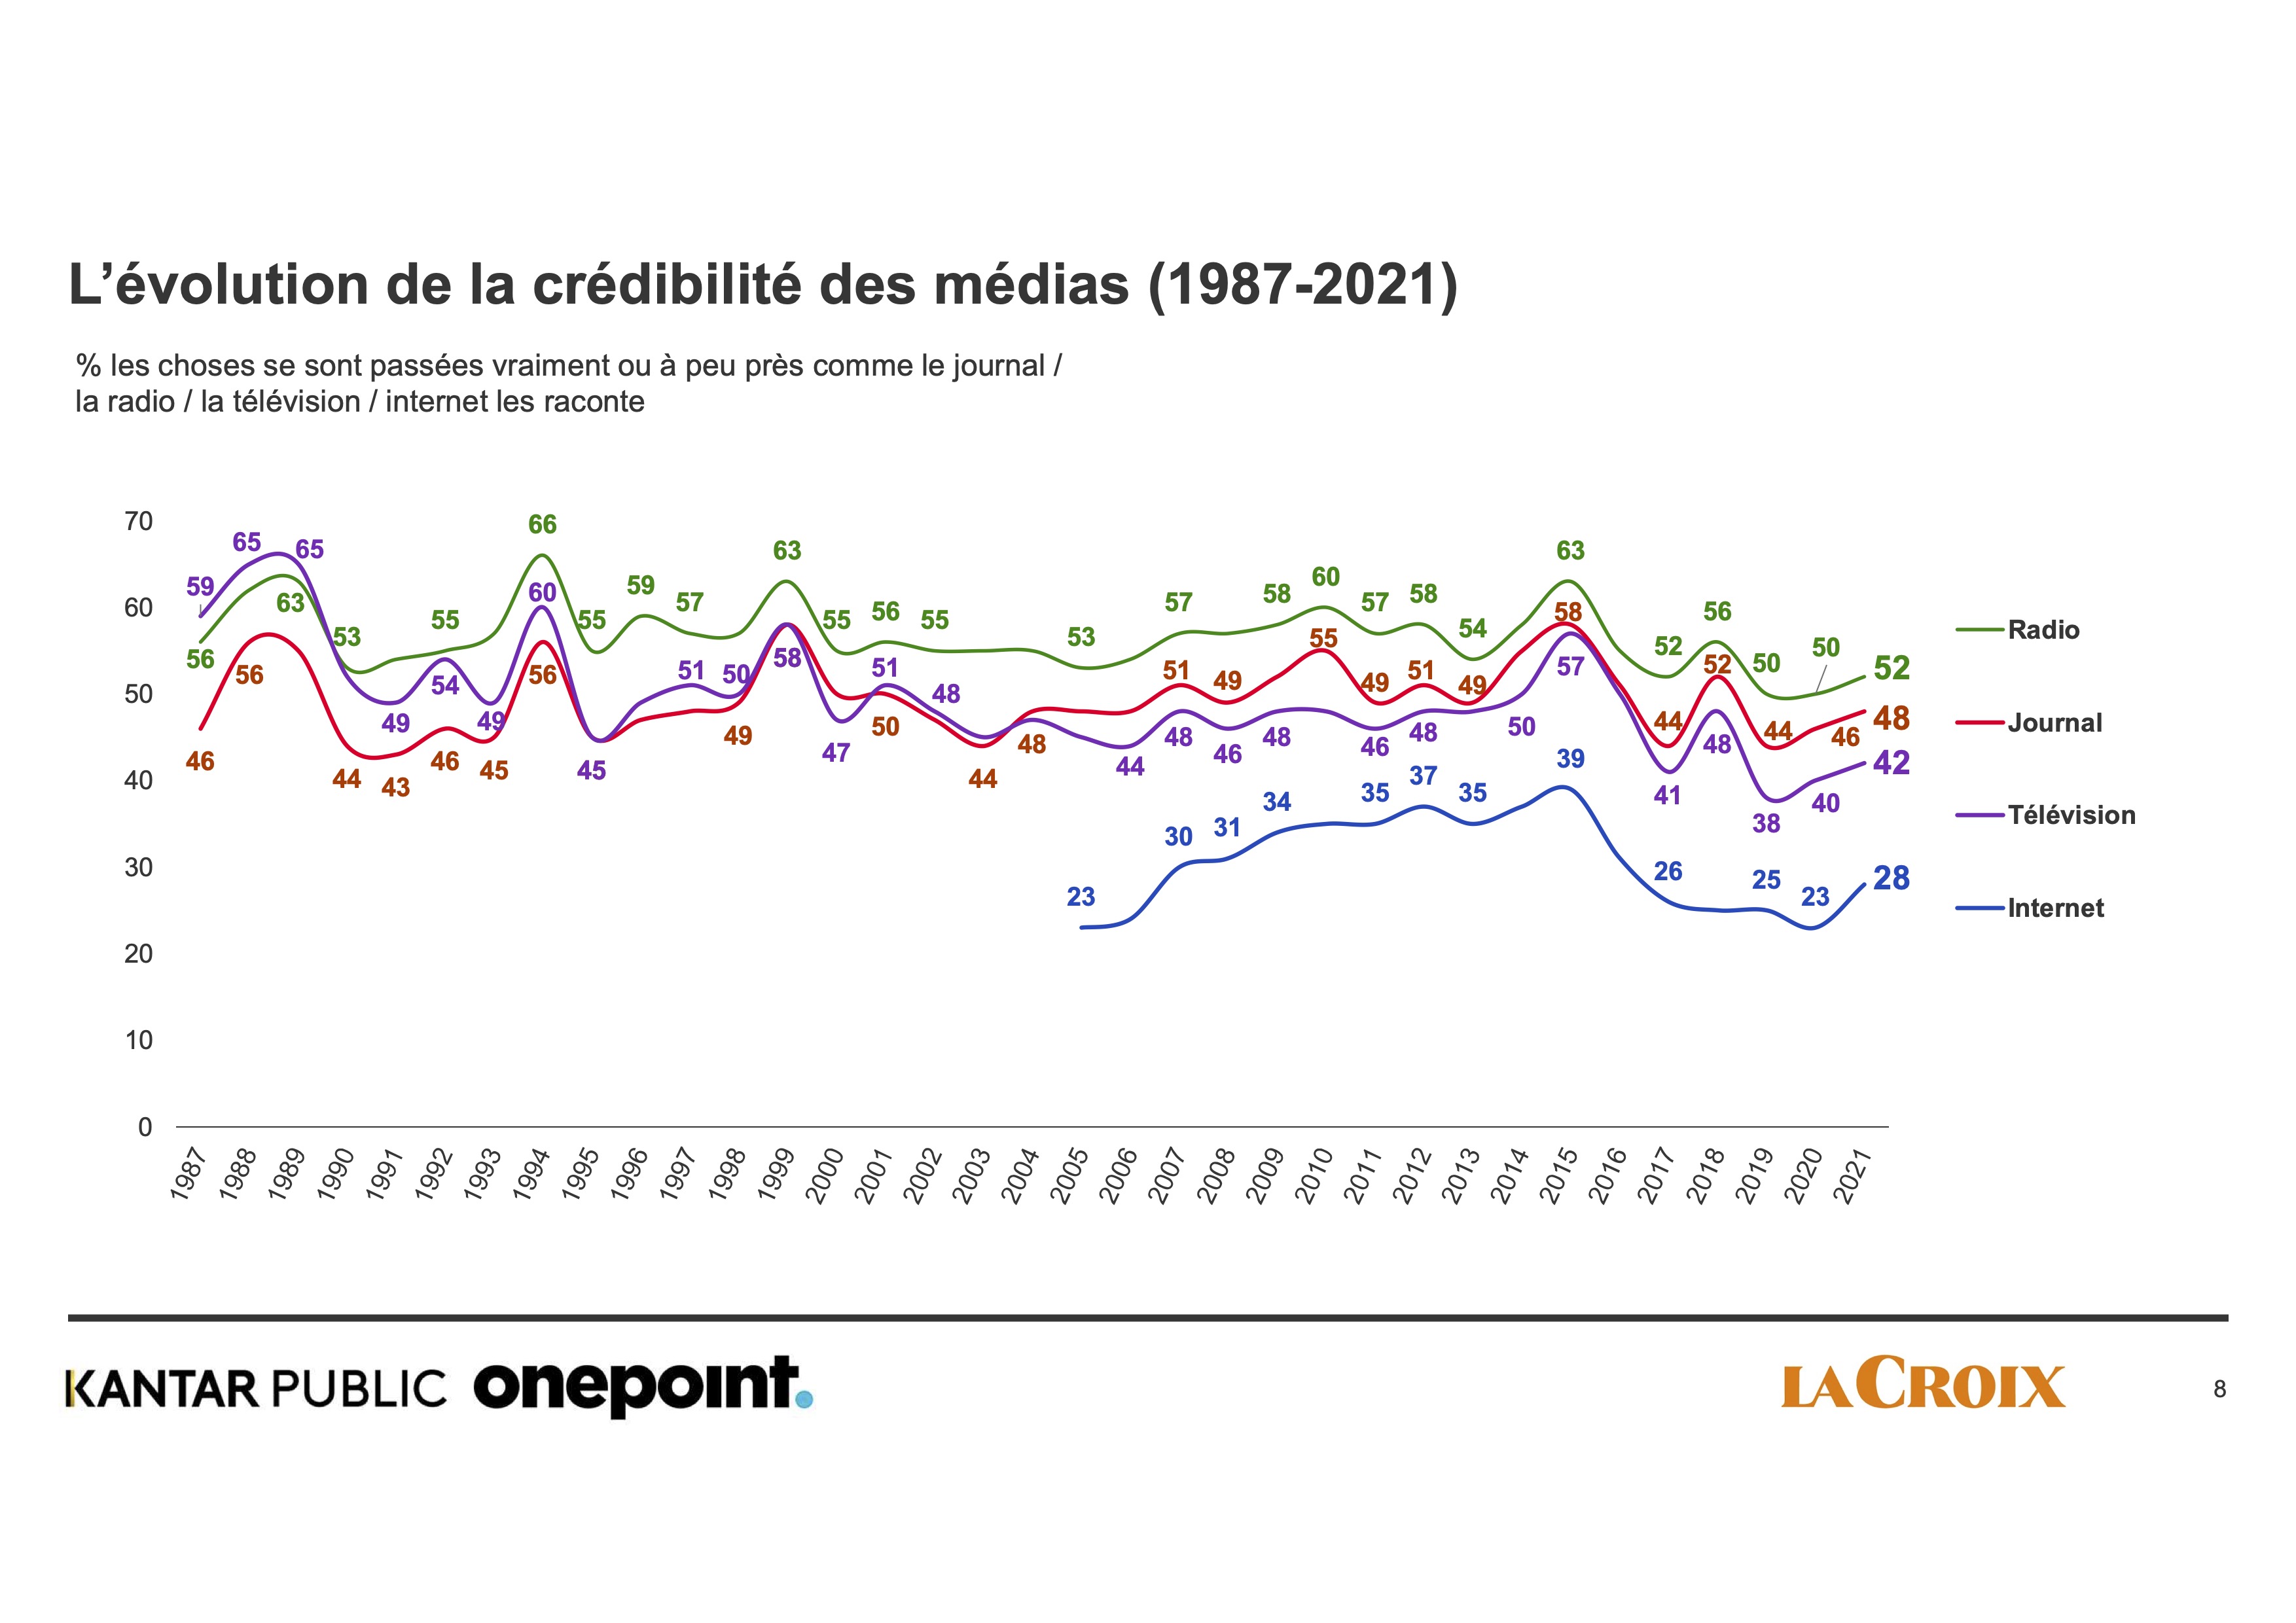 L’évolution de la crédibilité des médias (1987-2021)
% les choses se sont passées vraiment ou à peu près comme le journal /
la radio / la télévision / internet les raconte
70
60
50
40
30
20
10
0
59 65 65 53 49 54 49 60 45 51 50 58 47 51 48 44 48 46 48 46 48 50 57 41 48 38 40 42
56 63 55 66 55 59 57 63 55 56 55 53 57 58 60 57 58 54 63 52 56 50 50 52
46 56 44 43 46 45 56 49 50 44 48 51 49 55 49 51 49 58 44 52 44 46 48
23 30 31 34 35 37 35 39 26 25 23 28
Radio
Journal
Télévision
Internet
1987 1988 1989 1990 1991 1992 1993 1994 1995 1996 1997 1998 1999 2000 2001 2002 2003 2004 2005 2006 2007 2008 2009 2010 2011 2012 2013 2014 2015 2016 2017 2018 2019 2020 2021
KANTAR PUBLIC onepoint.
LA CROIX
8